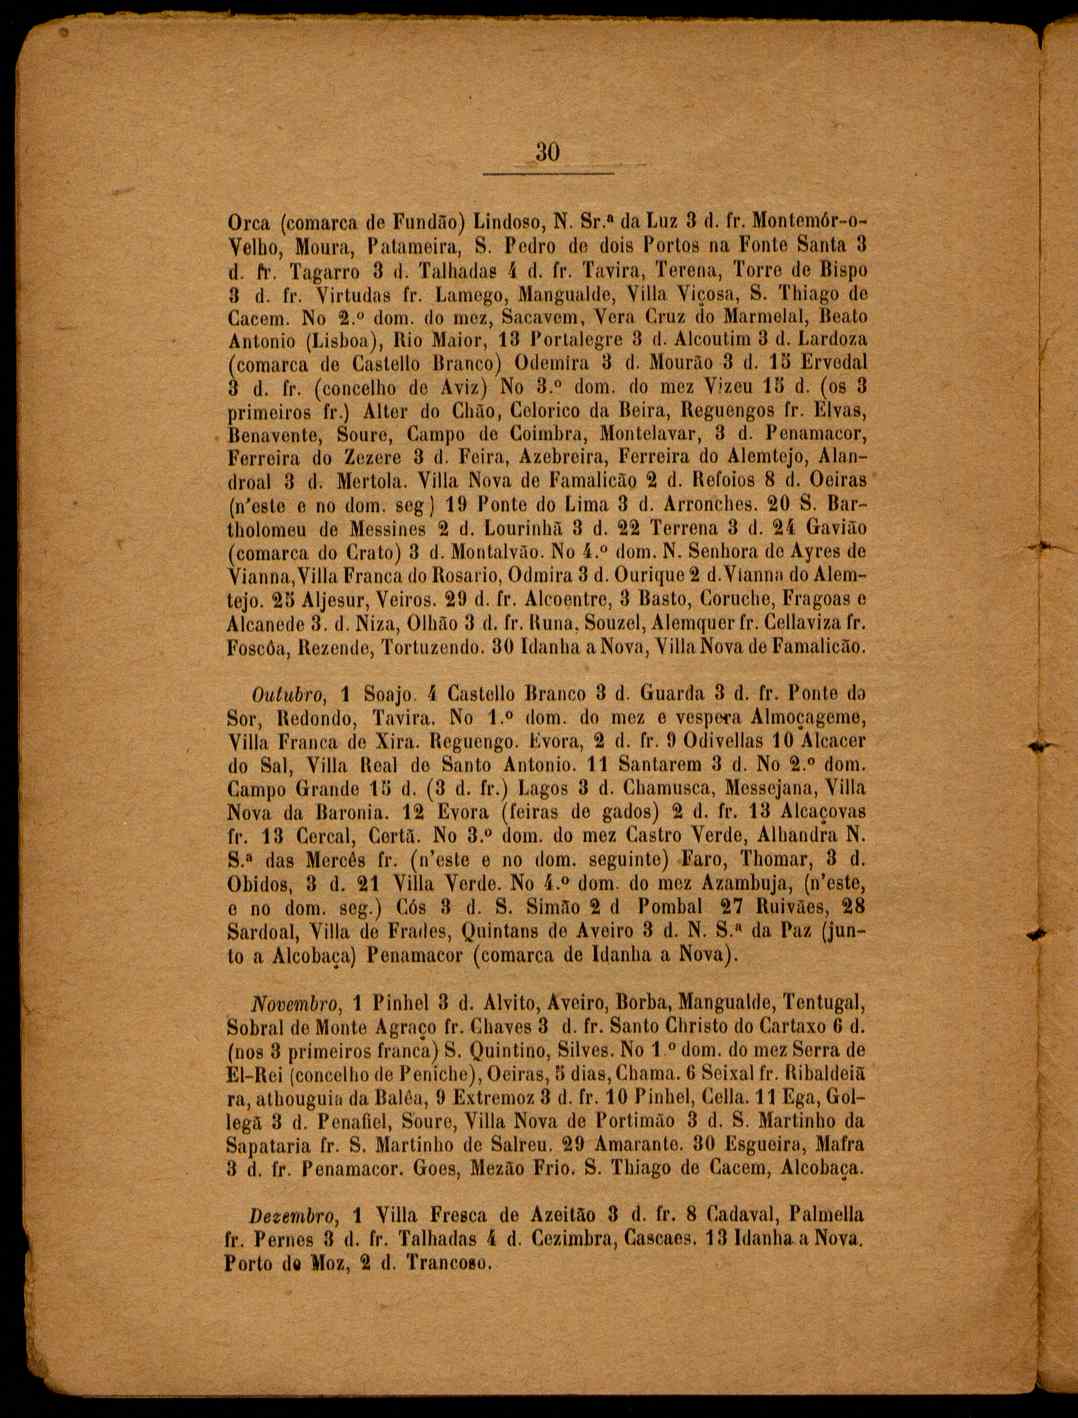 30
Orca (comarca de Fundão) Lindoso, N. Sr.ª da Luz 3 d. fr. Montemór-o-
Velho, Moura, Patameira, S. Pedro de dois Portos na Fonte Santa 3
d. fr. Tagarro 3 d. Talhadas 4 d. fr. Tavira, Terena, Torre de Bispo
3 d. fr. Virtudas fr. Lamego, Mangualde, Villa Viçosa, S. Thiago de
Cacem. No 2.º dom. do mez, Sacavem, Vera Cruz do Marmelal, Beato
Antonio (Lisboa), Rio Maior, 13 Portalegre 3 d. Alcoutim 3 d. Lardoza
(comarca de Castello Branco) Odemira 3 d. Mourão 3 d. 15 Ervedal
3 d. fr. (concelho de Aviz) No 3.º dom. do mez Vizeu 15 d. (os 3
primeiros fr.) Alter do Chão, Celorico da Beira, Reguengos fr. Elvas,
Benavente, Soure, Campo de Coimbra, Montelavar, 3 d. Penamacor,
Ferreira do Zezere 3 d. Feira, Azebreira, Ferreira do Alemtejo, Alan-
droal 3 d. Mertola. Villa Nova de Famalicão 2 d. Refoios 8 d. Oeiras
(n'este e no dom. seg) 19 Ponte do Lima 3 d. Arronches. 20 S. Bar-
tholomeu de Messines 2 d. Lourinhã 3 d. 22 Terrena 3 d. 24 Gavião
(comarca do Crato) 3 d. Montalvão. No 4.º dom. N. Senhora de Ayres de
Vianna, Villa Franca do Rosario, Odmira 3 d. Ourique 2 d. Vianna do Alem-
tejo. 25 Aljesur, Veiros. 29 d. fr. Alcoentre, 3 Basto, Coruche, Fragoas e
Alcanede 3. d. Niza, Olhão 3 d. fr. Runa, Souzel, Alemquer fr. Cellaviza fr.
Foscôa, Rezende, Tortuzendo. 30 Idanha a Nova, Villa Nova de Famalicão.
Outubro, 1 Soajo. 4 Castello Branco 3 d. Guarda 3 d. fr. Ponte do
Sor, Redondo, Tavira. No 1.º dom. do mez e vespera Almoçageme,
Villa Franca de Xira. Reguengo. Evora, 2 d. fr. 9 Odivellas 10 Alcacer
do Sal, Villa Real de Santo Antonio. 11 Santarem 3 d. No 2.º dom.
Campo Grande 15 d. (3 d. fr.) Lagos 3 d. Chamusca, Messejana, Villa
Nova da Baronia. 12 Evora (feiras de gados) 2 d. fr. 13 Alcaçovas
fr. 13 Cercal, Certã. No 3.º dom. do mez Castro Verde, Alhandra N.
S.ª das Mercês fr. (n'este e no dom. seguinte) Faro, Thomar, 3 d.
Obidos, 3 d. 21 Villa Verde. No 4.º dom. do mez Azambuja, (n'este,
e no dom. seg.) Cós 3 d. S. Simão 2 d Pombal 27 Ruivães, 28
Sardoal, Villa de Frades, Quintans de Aveiro 3 d. N. S.ª da Paz (jun-
to a Alcobaça) Penamacor (comarca de Idanha a Nova).
Novembro, 1 Pinhel 3 d. Alvito, Aveiro, Borba, Mangualde, Tentugal,
Sobral de Monte Agraço fr. Chaves 3 d. fr. Santo Christo do Cartaxo 6 d.
(nos 3 primeiros franca) S. Quintino, Silves. No 1.º dom. do mez Serra de
El-Rei (concelho de Peniche), Oeiras, 5 dias, Chama. 6 Seixal fr. Ribaldeiã
ra, athouguia da Balêa, 9 Extremoz 3 d. fr. 10 Pinhel, Cella. 11 Ega, Gol-
legã 3 d. Penafiel, Soure, Villa Nova de Portimão 3 d. S. Martinho da
Sapataria fr. S. Martinho de Salreu. 29 Amarante. 30 Esgueira, Mafra
3 d. fr. Penamacor. Goes, Mezão Frio. S. Thiago de Cacem, Alcobaça.
Dezembro, 1 Villa Fresca de Azeitão 3 d. fr. 8 Cadaval, Palmella
fr. Pernes 3 d. fr. Talhadas 4 d. Cezimbra, Cascaes. 13 Idanha a Nova.
Porto de Moz, 2 d. Trancoso.